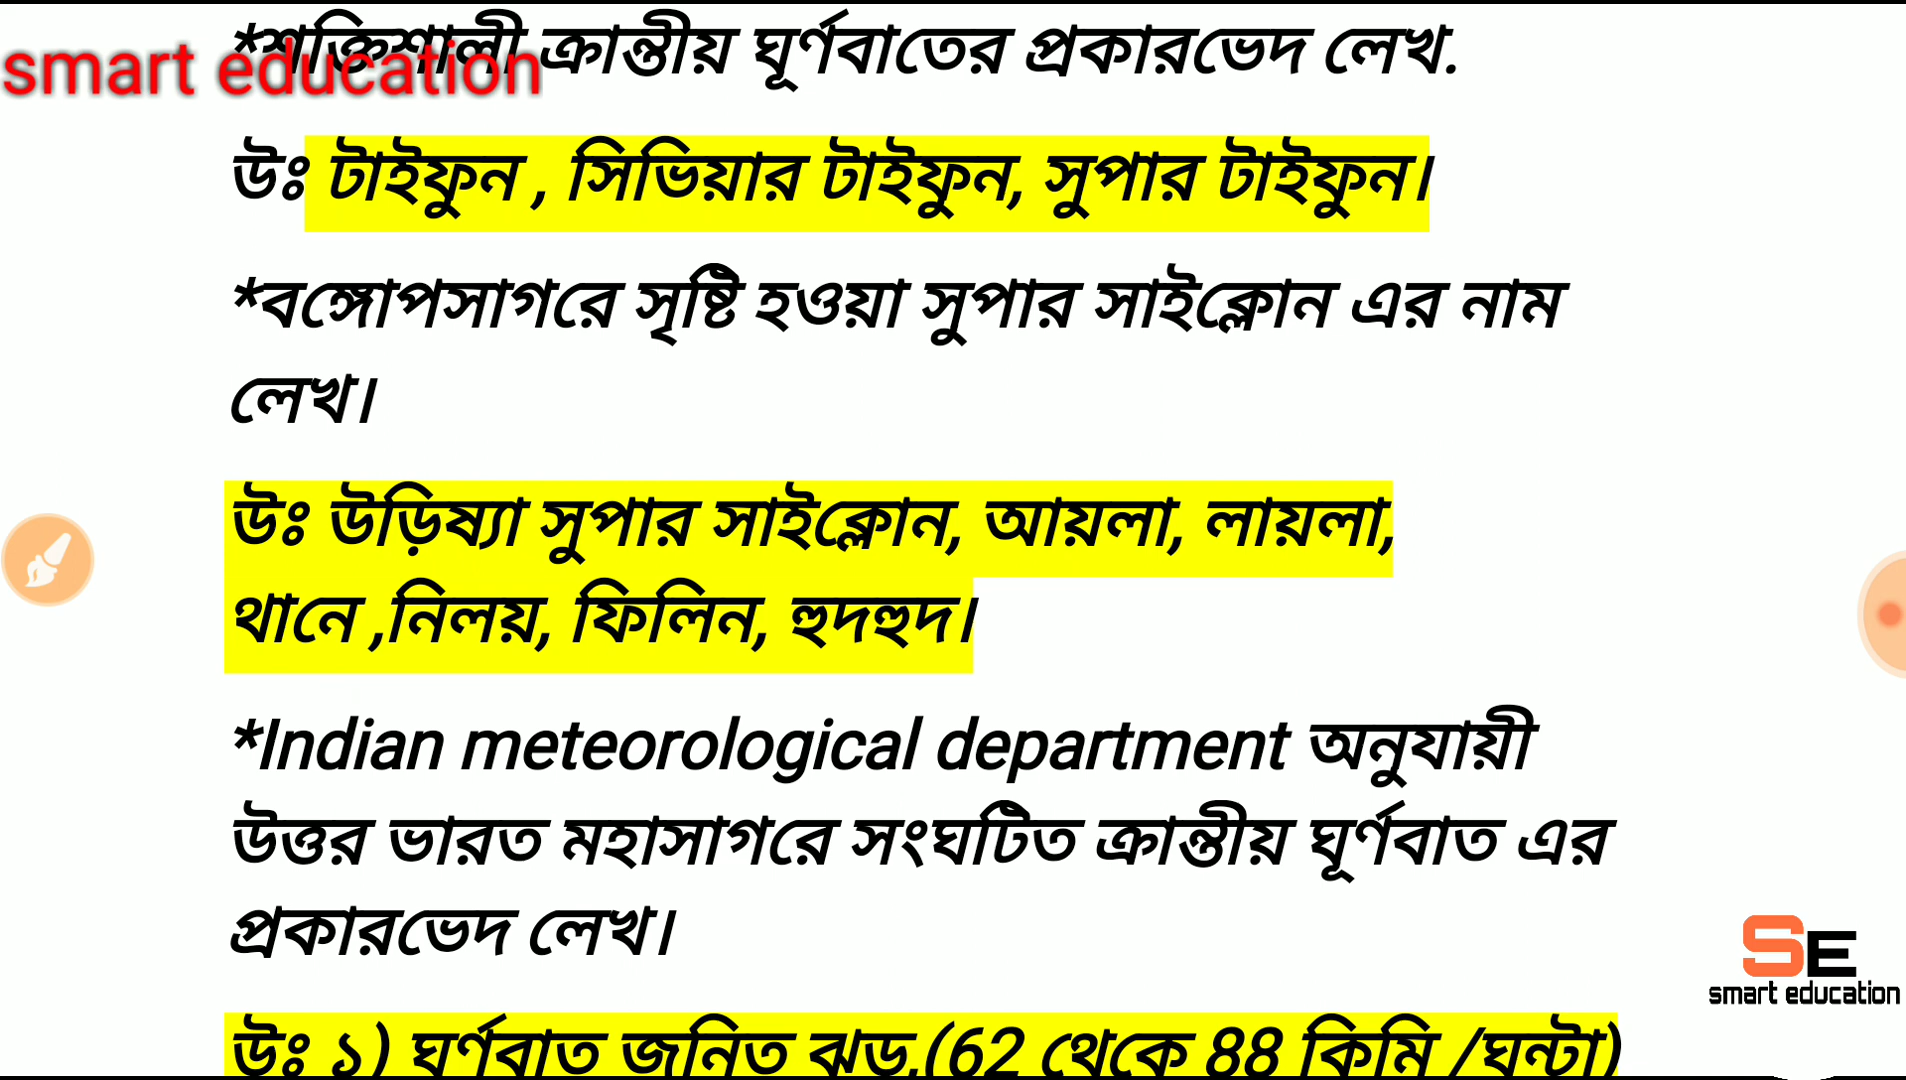 *শক্তিশালী ক্রান্তীয় ঘূর্ণবাতের প্রকারভেদ লেখ.
smart education
উঃ টাইফুন , সিভিয়ার টাইফুন, সুপার টাইফুন।
*বঙ্গোপসাগরে সৃষ্টি হওয়া সুপার সাইক্লোন এর নাম
লেখ।
উঃ উড়িষ্যা সুপার সাইক্লোন, আয়লা, লায়লা,
থানে ,নিলয়, ফিলিন, হুদহুদ।
*Indian meteorological department অনুযায়ী
উত্তর ভারত মহাসাগরে সংঘটিত ক্রান্তীয় ঘূর্ণবাত এর
প্রকারভেদ লেখ।
SE
smart education
উঃ ১) ঘূর্ণবাত জনিত ঝড়,(62 থেকে 88 কিমি /ঘন্টা)